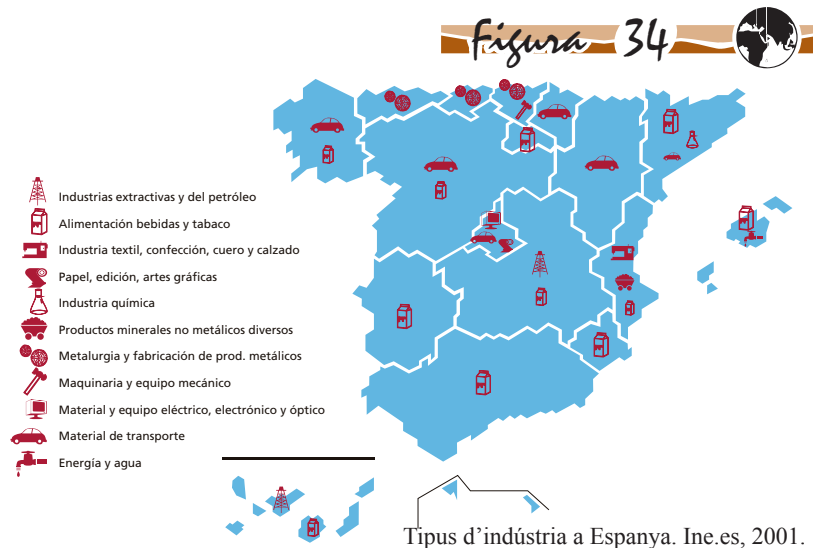 Figura 34
Industrias extractivas y del petróleo
Alimentación bebidas y tabaco
Industria textil, confección, cuero y calzado
Papel, edición, artes gráficas
Industria química
Productos minerales no metálicos diversos
Metalurgia y fabricación de prod. metálicos
Maquinaria y equipo mecánico
Material y equipo eléctrico, electrónico y óptico
Material de transporte
Energía y agua
Tipus d’indústria a Espanya. Ine.es, 2001.